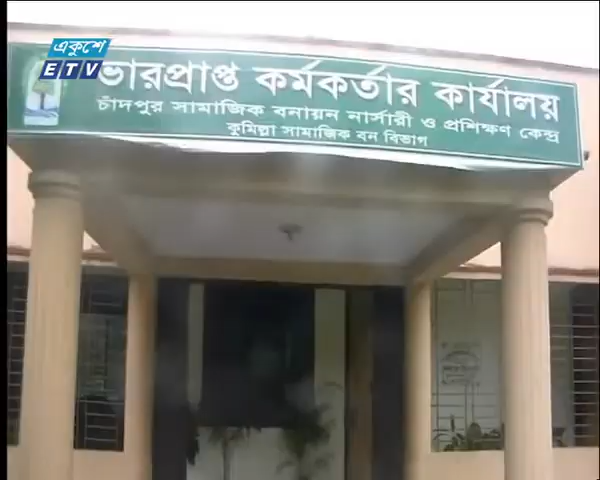 একুশে
ETV
ভারপ্রাপ্ত কর্মকর্তার কার্যালয়
চাঁদপুর সামাজিক বনায়ন নার্সারী ও প্রশিক্ষণ কেন্দ্র
কুমিল্লা সামাজিক বন বিভাগ